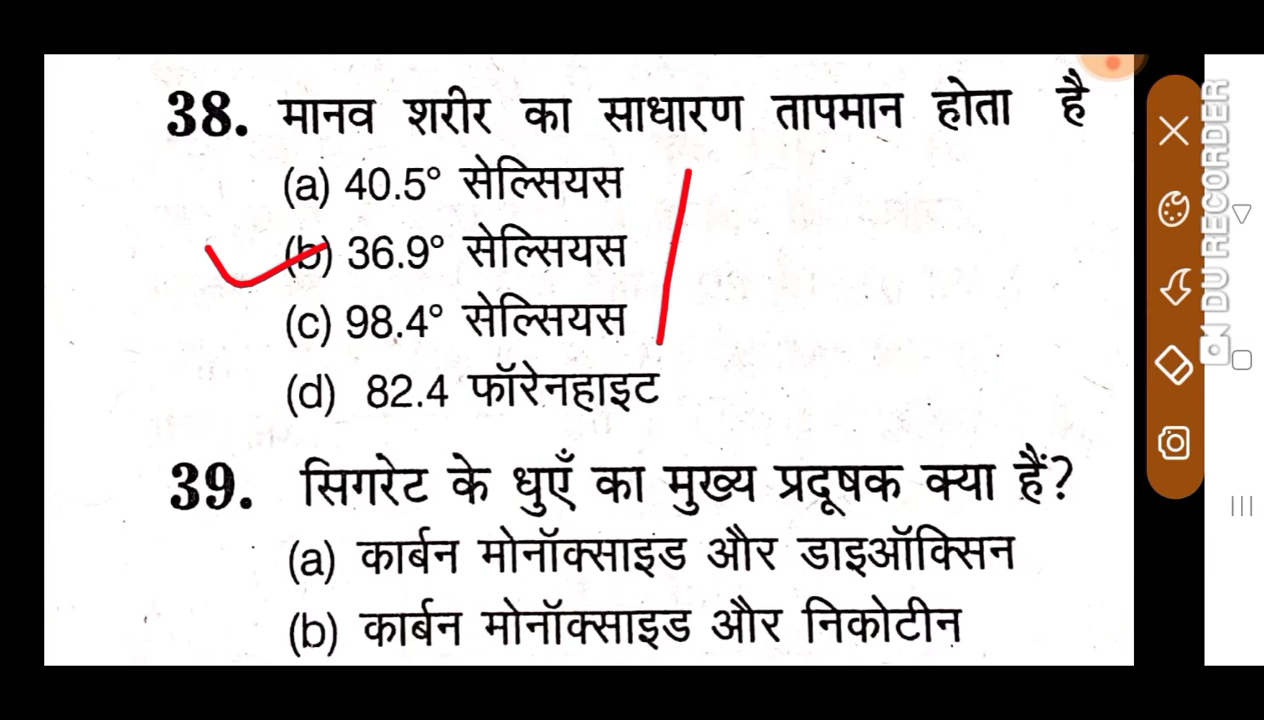 38. मानव शरीर का साधारण तापमान होता है
(a) 40.5° सेल्सियस
(b) 36.9° सेल्सियस
(c) 98.4° सेल्सियस
(d) 82.4 फॉरेनहाइट
39. सिगरेट के धुएँ का मुख्य प्रदूषक क्या हैं?
(a) कार्बन मोनॉक्साइड और डाइऑक्सिन
(b) कार्बन मोनॉक्साइड और निकोटीन
DU RECORDER